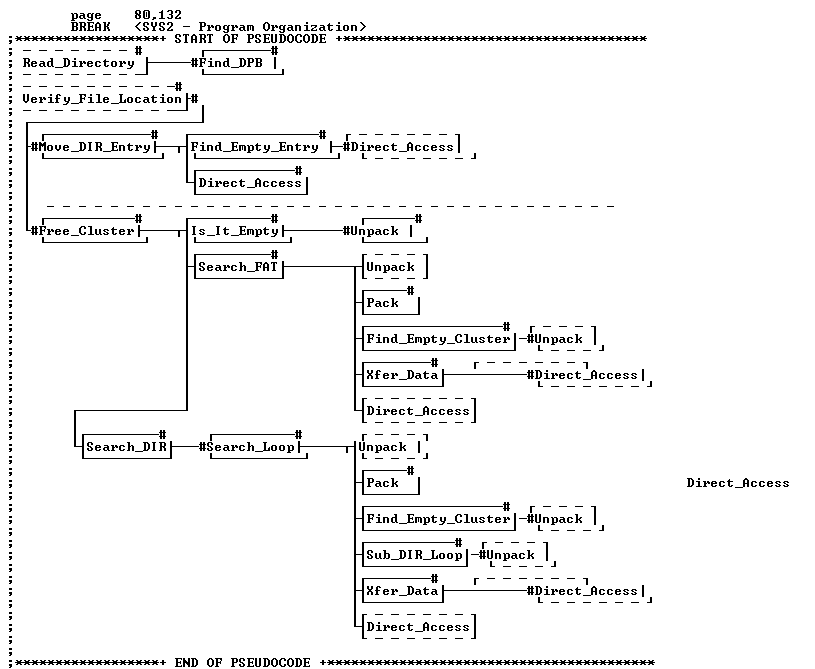 page 80,132
BREAK <SYS2 - Program Organization>
;******************+ START OF PSEUDOCODE +**************************************
Read_Directory #Find_DPB
Verify_File_Location #
#Move_DIR_Entry Find_Empty_Entry #Direct_Access
Direct_Access
#Free_Cluster Is_It_Empty #Unpack
Search_FAT Unpack
Pack
Find_Empty_Cluster #Unpack
Xfer_Data #Direct_Access
Direct_Access
Search_DIR #Search_Loop Unpack
Pack Direct_Access
Find_Empty_Cluster #Unpack
Sub_DIR_Loop #Unpack
Xfer_Data #Direct_Access
Direct_Access
;******************+ END OF PSEUDOCODE +*****************************************